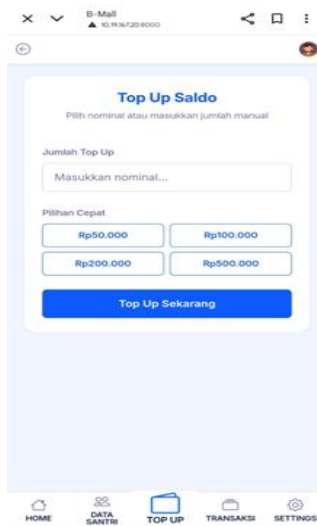 B-Mall
10.19.167.20:8000
Top Up Saldo
Pilih nominal atau masukkan jumlah manual
Jumlah Top Up
Masukkan nominal...
Pilihan Cepat
Rp50.000 Rp100.000
Rp200.000 Rp500.000
Top Up Sekarang
HOME DATA SANTRI TOP UP TRANSAKSI SETTINGS